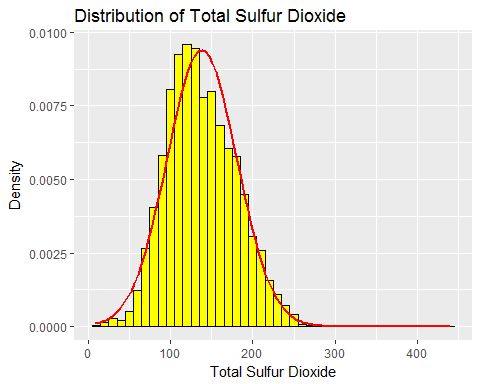 Distribution of Total Sulfur Dioxide
0.0100
0.0075
0.0050
0.0025
0.0000
Density
0 100 200 300 400
Total Sulfur Dioxide